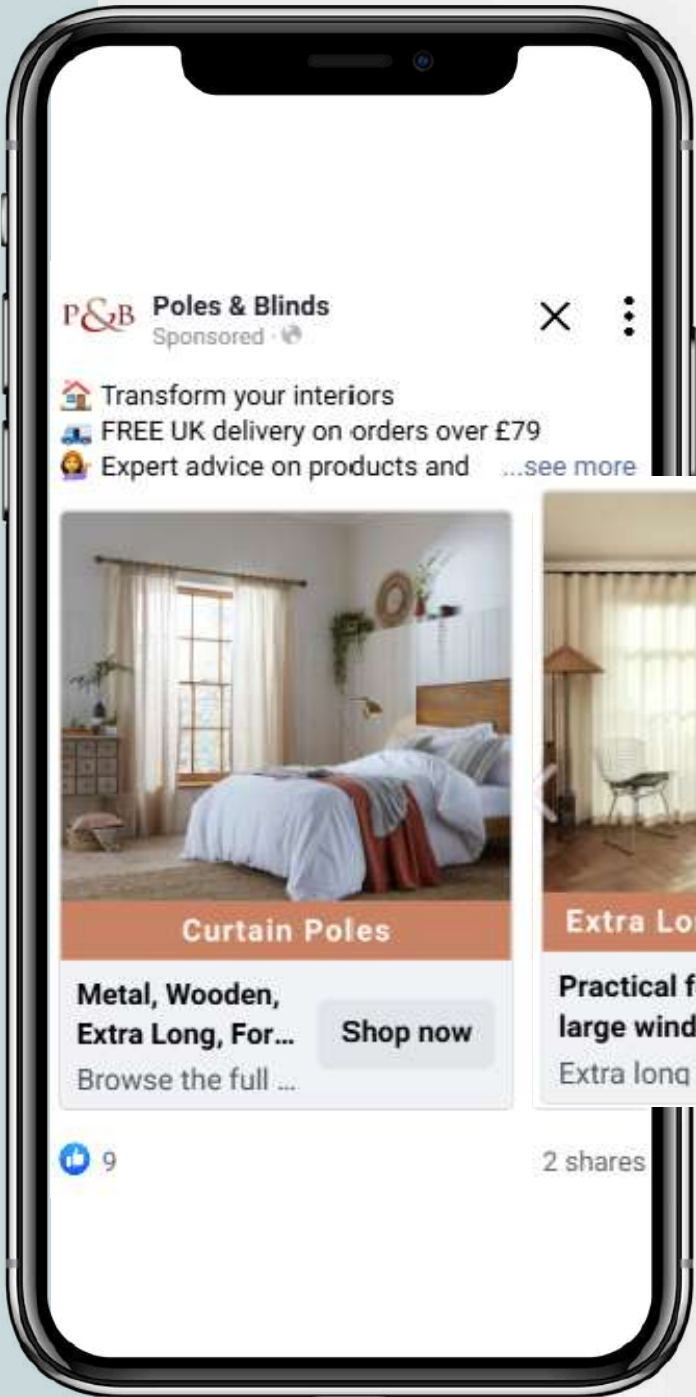 P&B Poles & Blinds
Sponsored ·
Transform your interiors
FREE UK delivery on orders over £79
Expert advice on products and ...see more
Curtain Poles
Metal, Wooden,
Extra Long, For...
Shop now
Browse the full ...
Extra Lo
Practical f
large wind
Extra long
9
2 shares